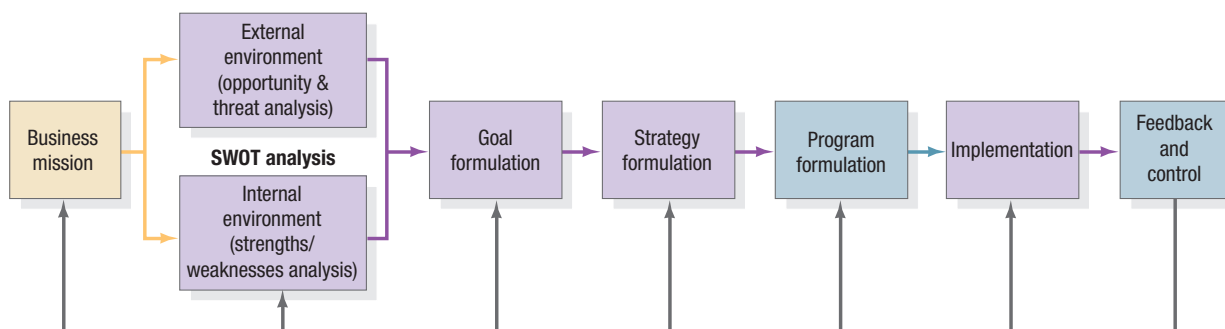 Business
mission
External
environment
(opportunity &
threat analysis)
SWOT analysis
Internal
environment
(strengths/
weaknesses analysis)
Goal
formulation
Strategy
formulation
Program
formulation
Implementation
Feedback
and
control